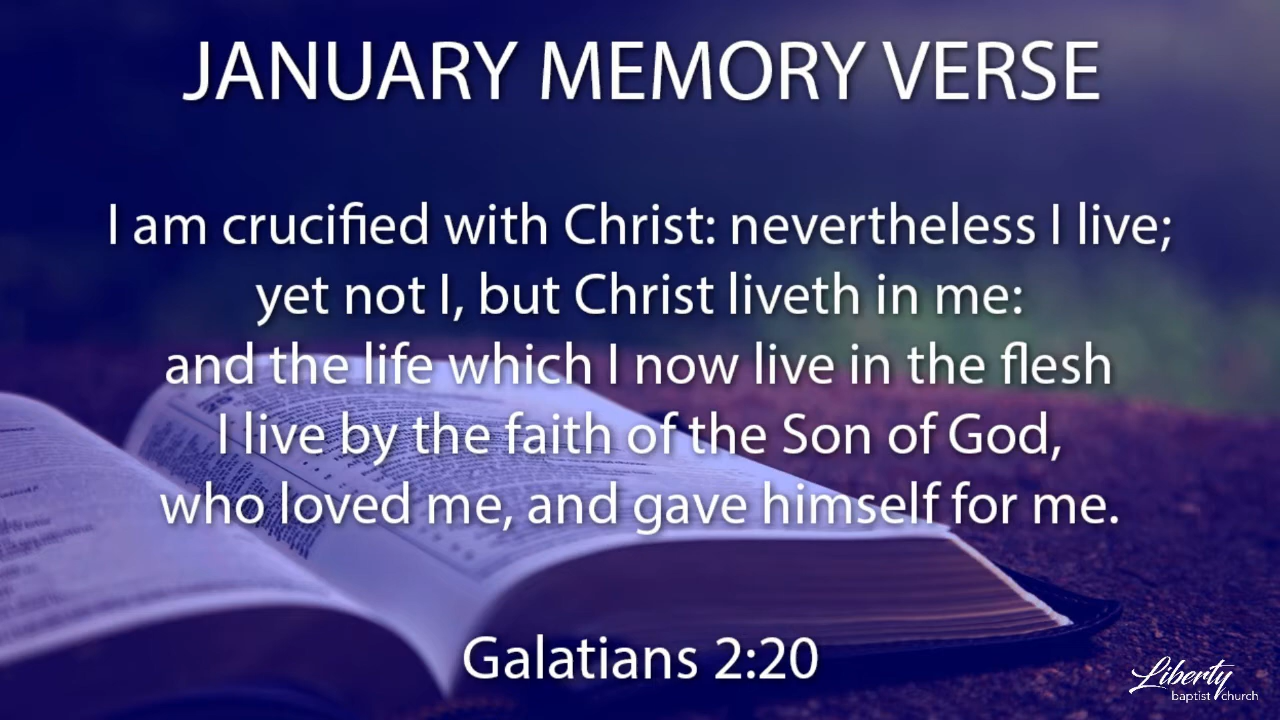 JANUARY MEMORY VERSE
I am crucified with Christ: nevertheless I live;
yet not I, but Christ liveth in me:
and the life which I now live in the flesh
I live by the faith of the Son of God,
who loved me, and gave himself for me.
Galatians 2:20
Liberty
baptist church